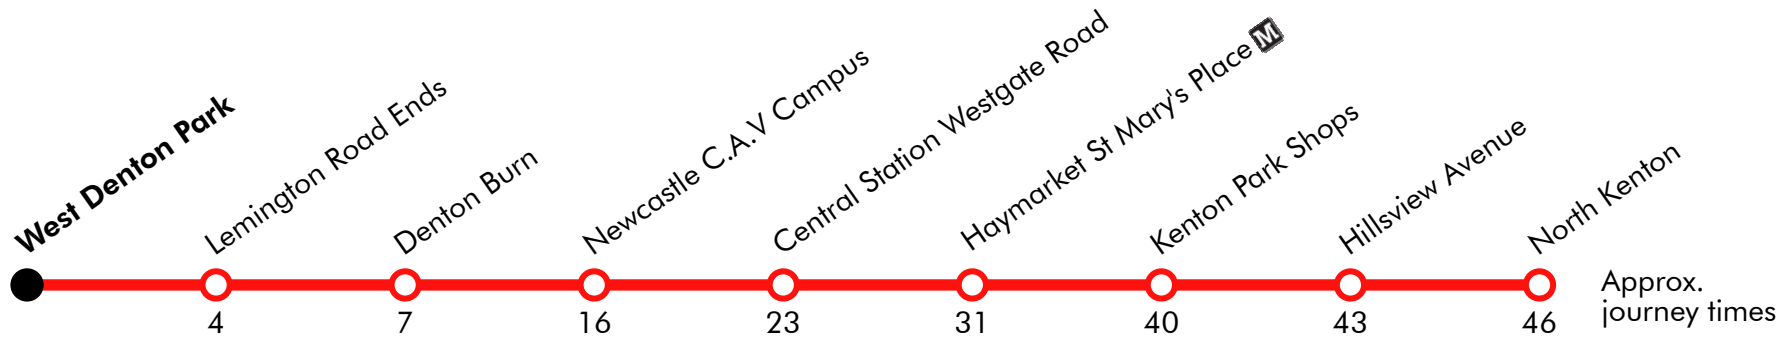 West Denton Park
Lemington Road Ends
Denton Burn
Newcastle C.A.V Campus
Central Station Westgate Road
Haymarket St Mary's Place M
Kenton Park Shops
Hillsview Avenue
North Kenton
4 7 16 23 31 40 43 46
Approx.
journey times